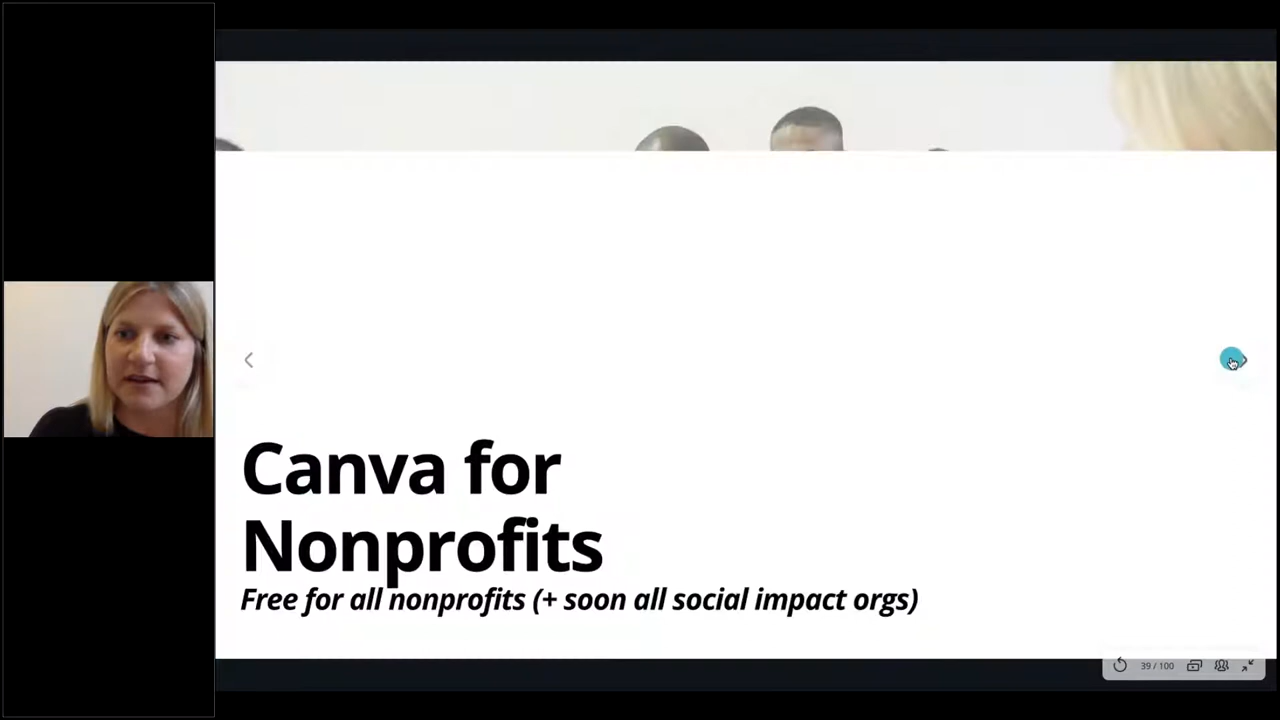 Canva for
Nonprofits
Free for all nonprofits (+ soon all social impact orgs)
39 / 100